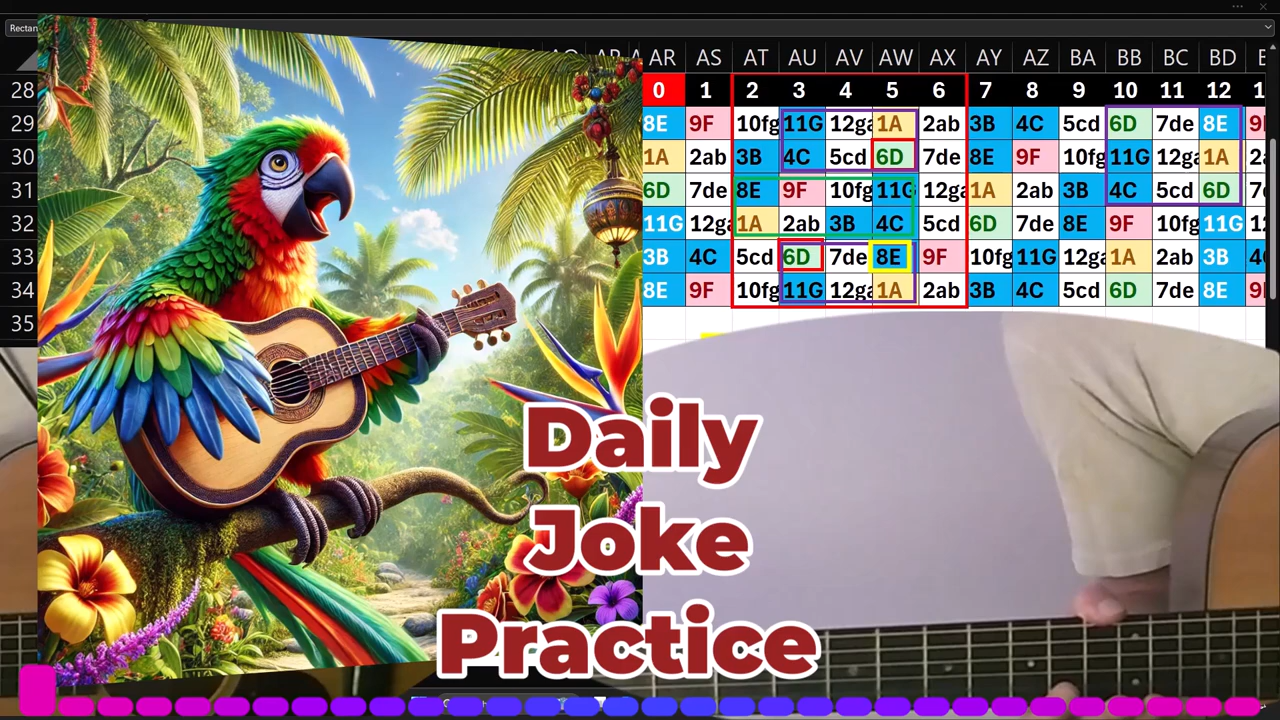 Rectan
AR AS AT AU AV AW AX AY AZ BA BB BC BD
28 0 1 2 3 4 5 6 7 8 9 10 11 12
29 8E 9F 10fg 11G 12ga 1A 2ab 3B 4C 5cd 6D 7de 8E
30 1A 2ab 3B 4C 5cd 6D 7de 8E 9F 10fg 11G 12ga 1A
31 6D 7de 8E 9F 10fg 11G 12ga 1A 2ab 3B 4C 5cd 6D
32 11G 12ga 1A 2ab 3B 4C 5cd 6D 7de 8E 9F 10fg 11G
33 3B 4C 5cd 6D 7de 8E 9F 10fg 11G 12ga 1A 2ab 3B
34 8E 9F 10fg 11G 12ga 1A 2ab 3B 4C 5cd 6D 7de 8E
35
Daily
Joke
Practice